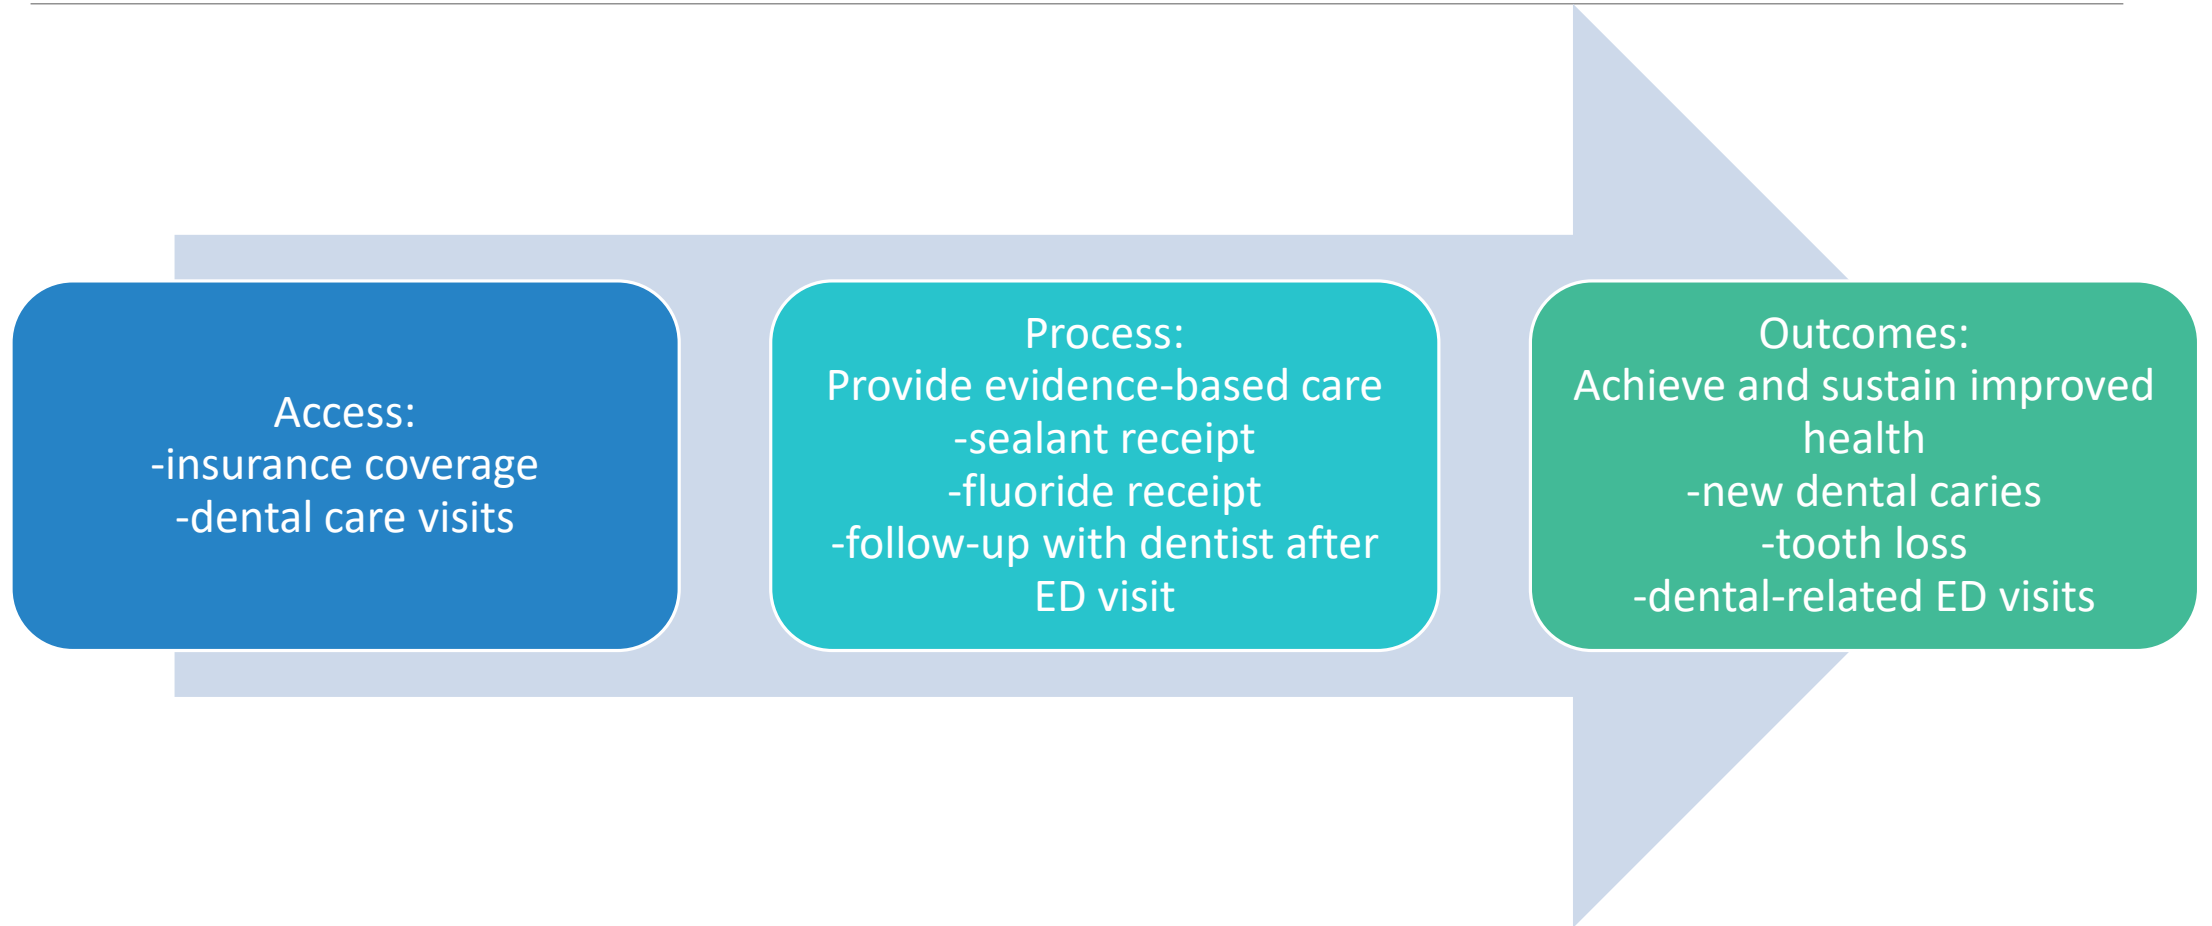 Access:
-insurance coverage
-dental care visits
Process:
Provide evidence-based care
-sealant receipt
-fluoride receipt
-follow-up with dentist after
ED visit
Outcomes:
Achieve and sustain improved
health
-new dental caries
-tooth loss
-dental-related ED visits